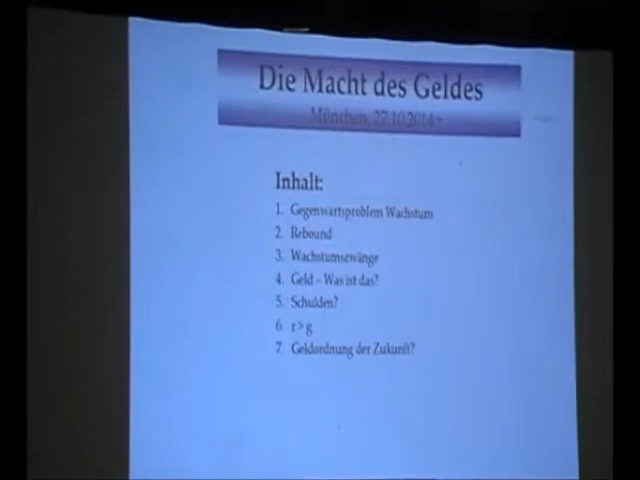 Die Macht des Geldes
München, 27.10.2014
Inhalt:
1. Gegenwartsproblem Wachstum
2. Rebound
3. Wachstumszwänge
4. Geld – Was ist das?
5. Schulden?
6. r > g
7. Geldordnung der Zukunft?